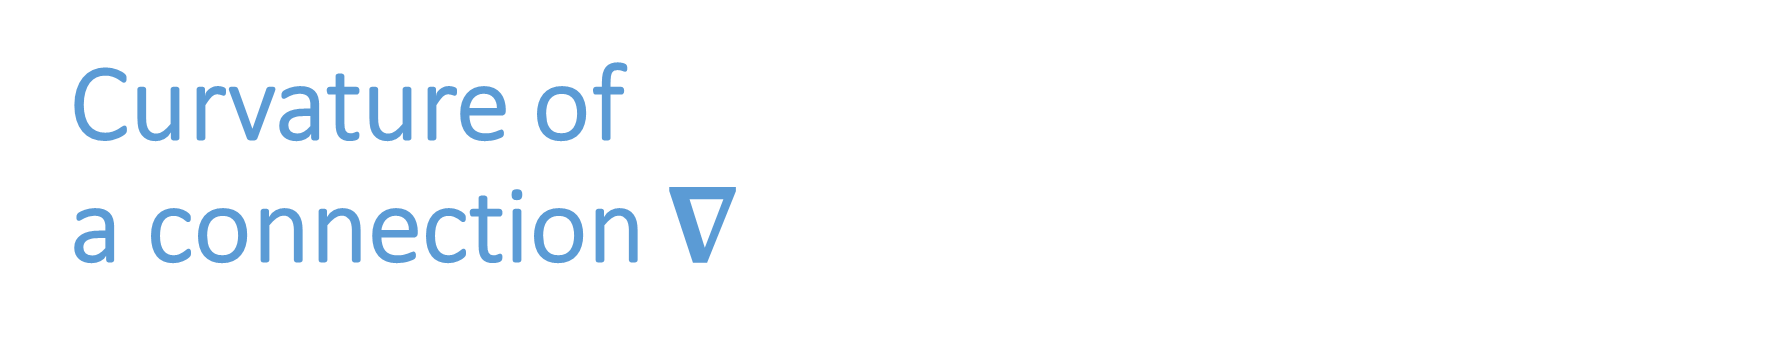 Curvature of
a connection ∇